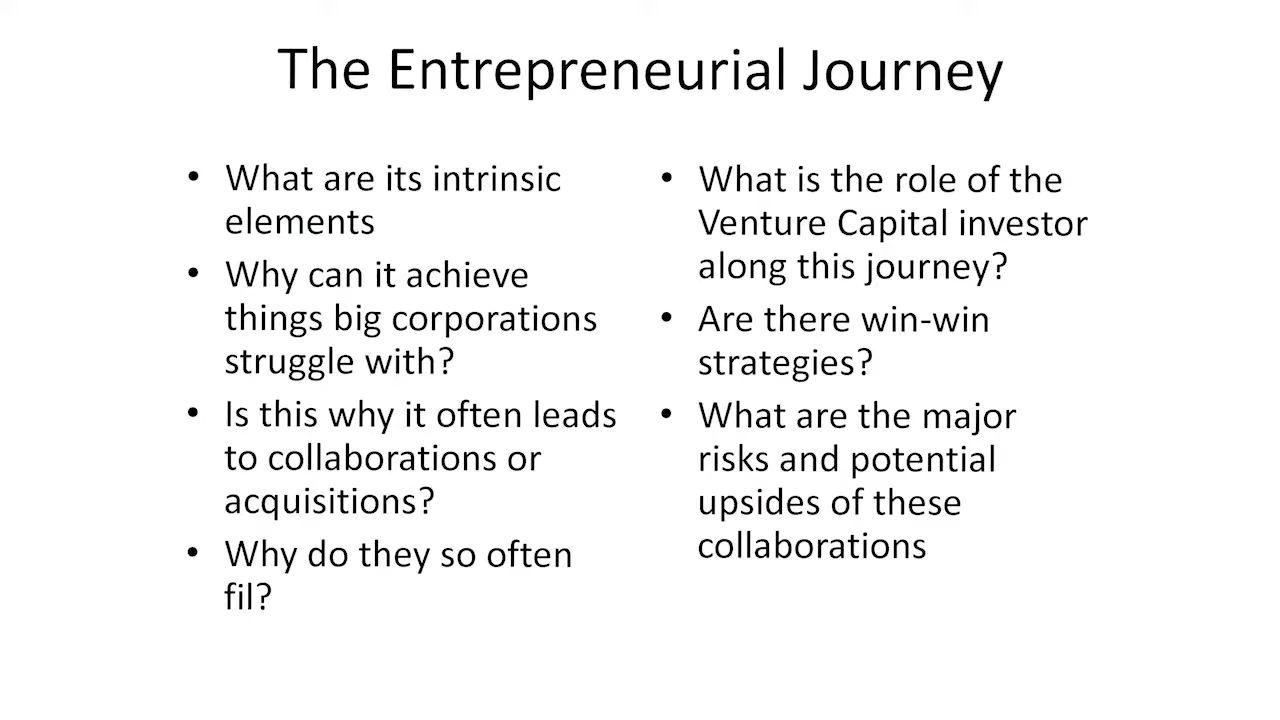 The Entrepreneurial Journey
• What are its intrinsic
elements
• Why can it achieve
things big corporations
struggle with?
• Is this why it often leads
to collaborations or
acquisitions?
• Why do they so often
fil?
• What is the role of the
Venture Capital investor
along this journey?
• Are there win-win
strategies?
• What are the major
risks and potential
upsides of these
collaborations